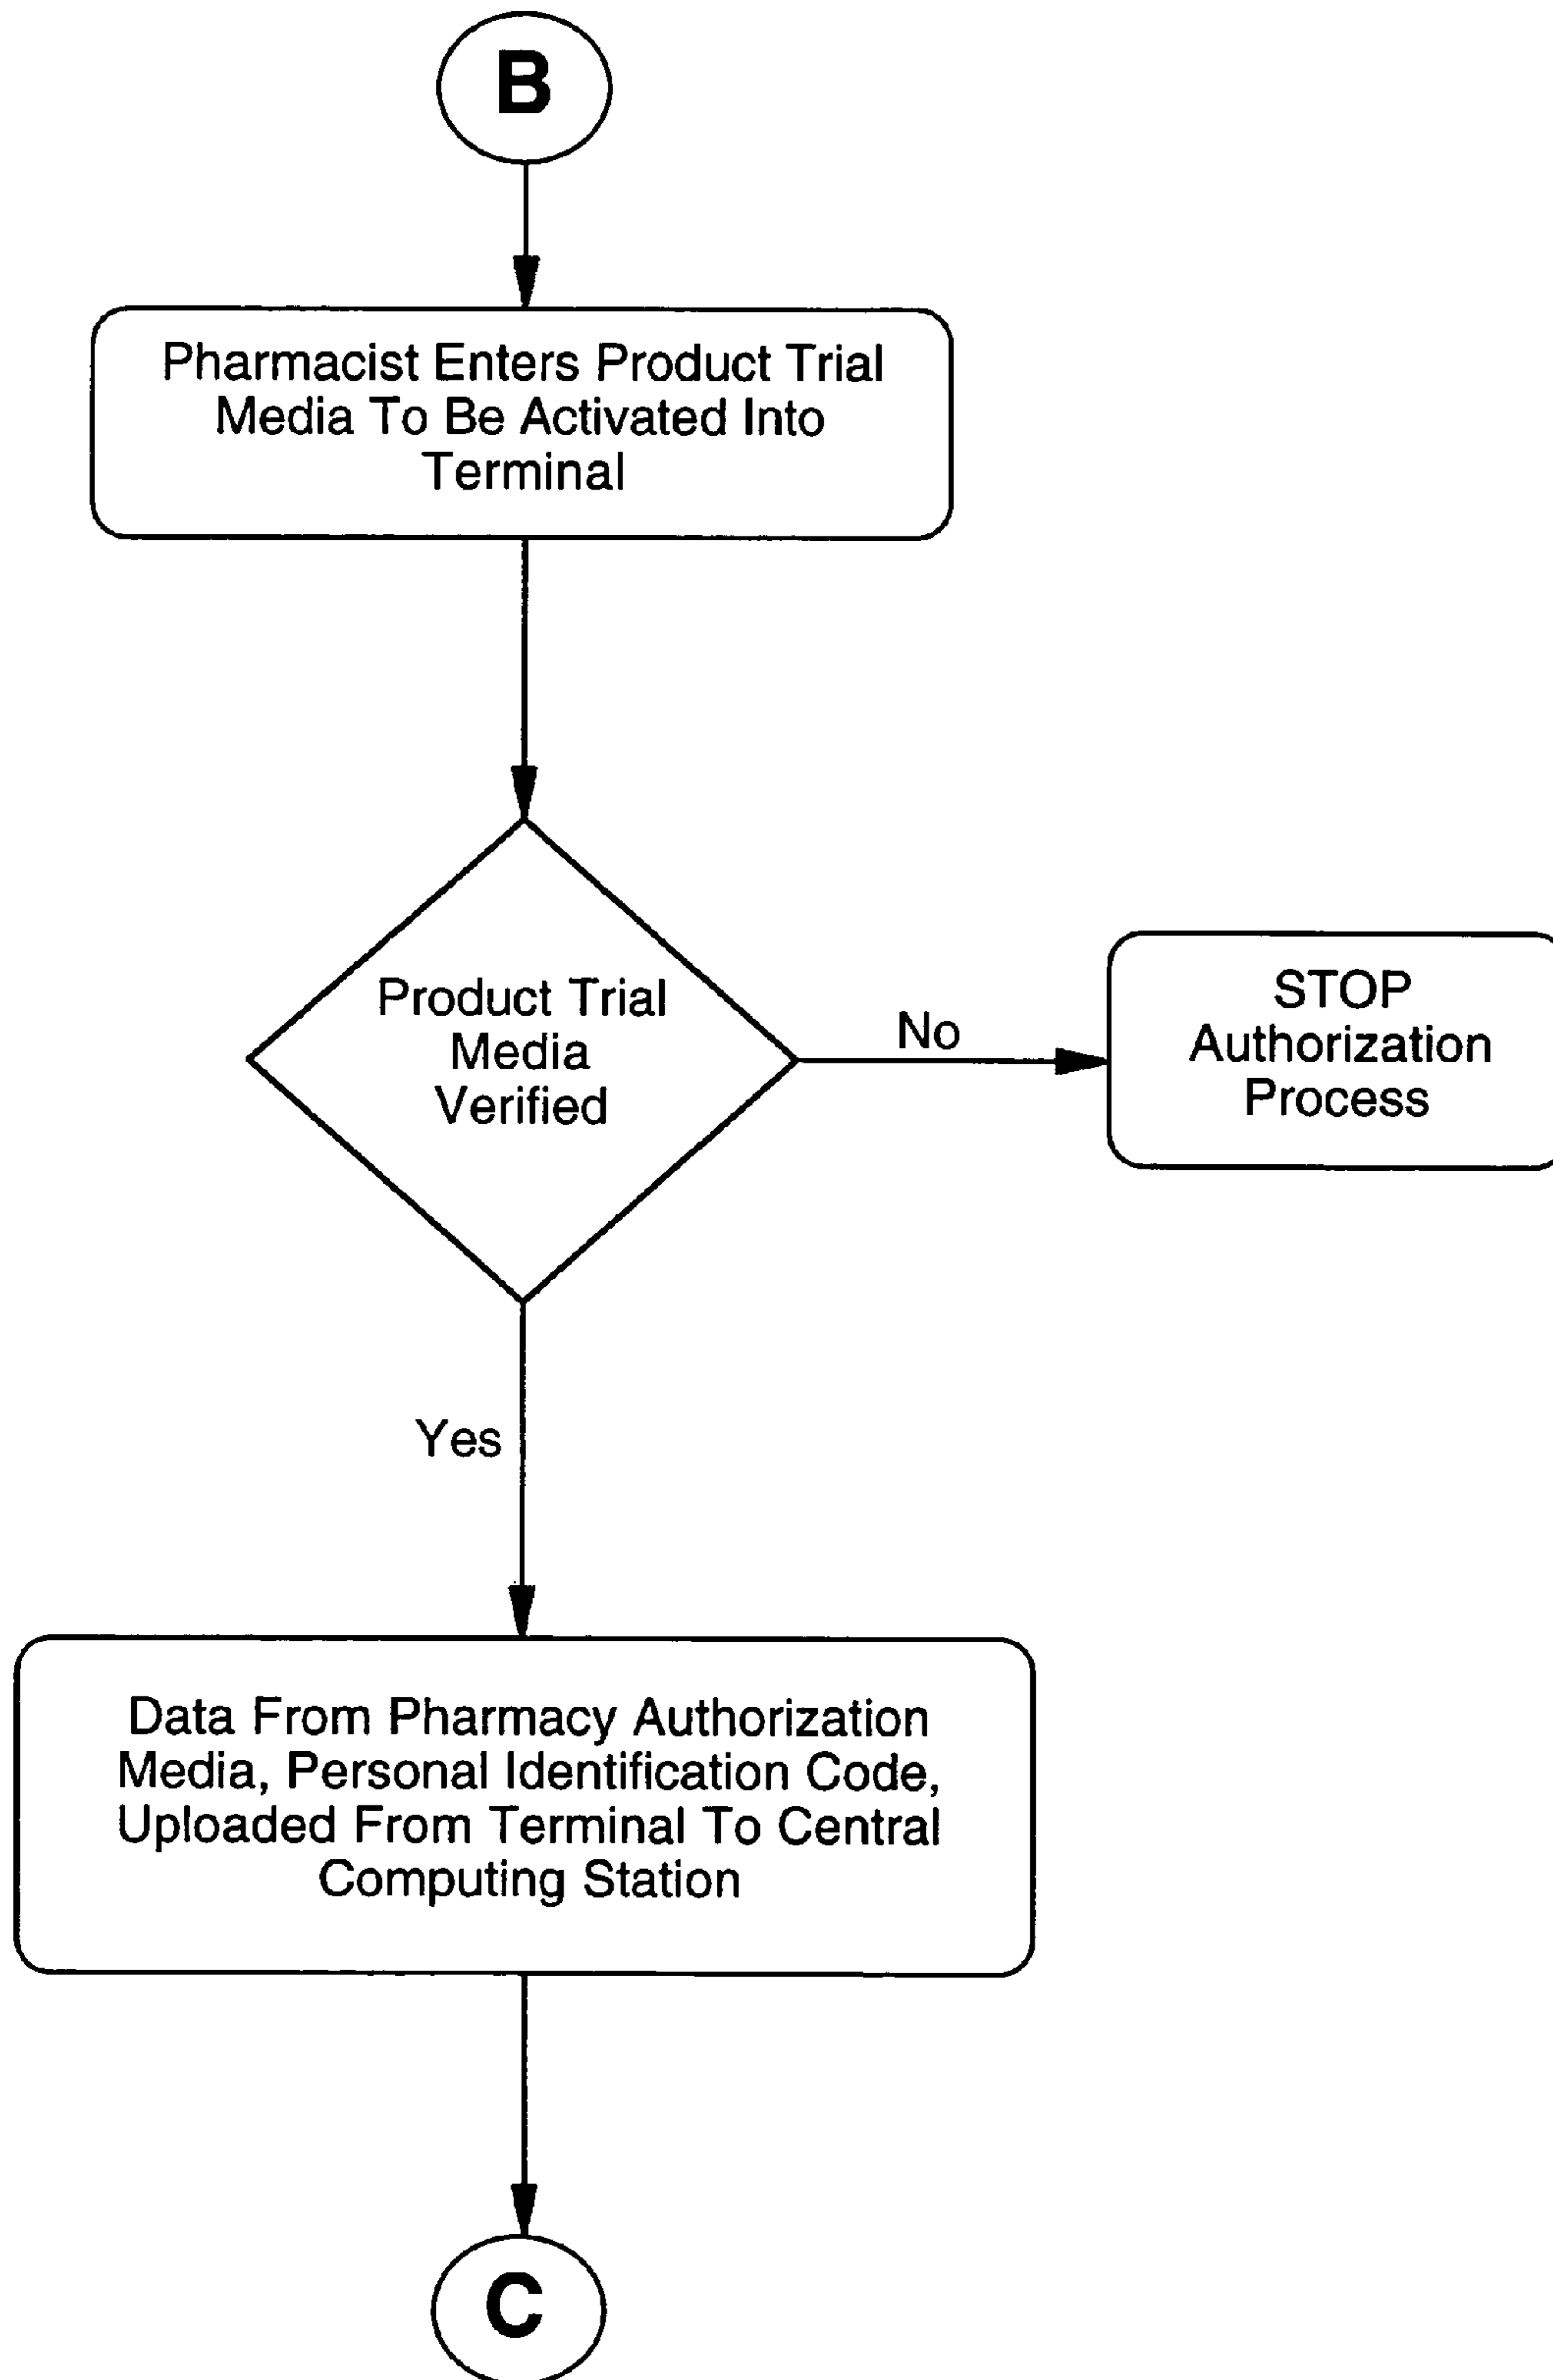 B
Pharmacist Enters Product Trial
Media To Be Activated Into
Terminal
Product Trial
Media
Verified
No
STOP
Authorization
Process
Yes
Data From Pharmacy Authorization
Media, Personal Identification Code,
Uploaded From Terminal To Central
Computing Station
C